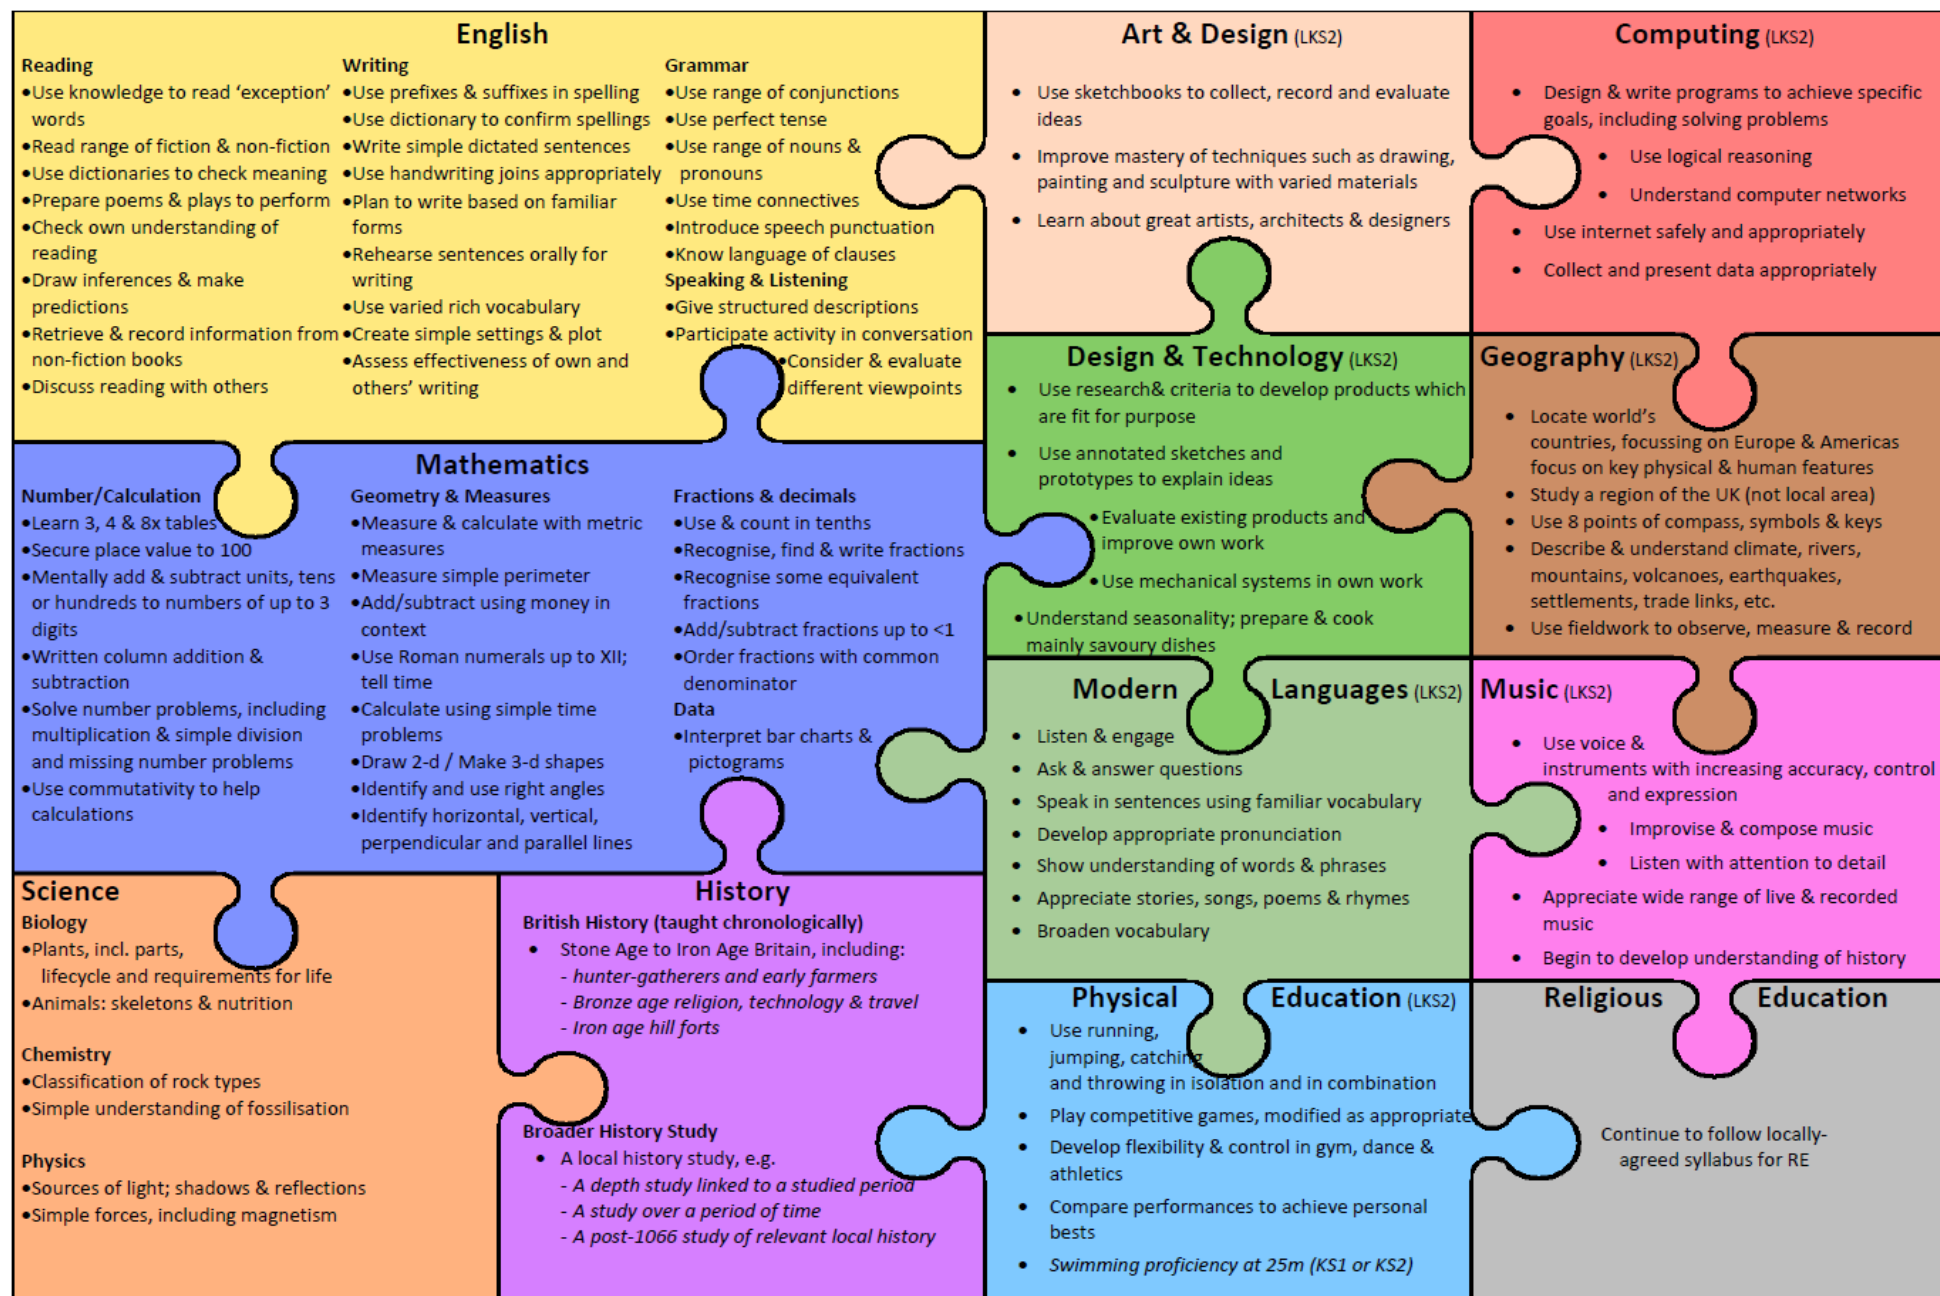 English
Reading
•Use knowledge to read ‘exception’
words
•Read range of fiction & non-fiction
•Use dictionaries to check meaning
•Prepare poems & plays to perform
•Check own understanding of
reading
•Draw inferences & make
predictions
•Retrieve & record information from
non-fiction books
•Discuss reading with others
Writing
•Use prefixes & suffixes in spelling
•Use dictionary to confirm spellings
•Write simple dictated sentences
•Use handwriting joins appropriately
•Plan to write based on familiar
forms
•Rehearse sentences orally for
writing
•Use varied rich vocabulary
•Create simple settings & plot
•Assess effectiveness of own and
others’ writing
Grammar
•Use range of conjunctions
•Use perfect tense
•Use range of nouns &
pronouns
•Use time connectives
•Introduce speech punctuation
•Know language of clauses
Speaking & Listening
•Give structured descriptions
•Participate activity in conversation
•Consider & evaluate
different viewpoints
Art & Design (LKS2)
• Use sketchbooks to collect, record and evaluate
ideas
• Improve mastery of techniques such as drawing,
painting and sculpture with varied materials
• Learn about great artists, architects & designers
Computing (LKS2)
• Design & write programs to achieve specific
goals, including solving problems
• Use logical reasoning
• Understand computer networks
• Use internet safely and appropriately
• Collect and present data appropriately
Mathematics
Number/Calculation
•Learn 3, 4 & 8x tables
•Secure place value to 100
•Mentally add & subtract units, tens
or hundreds to numbers of up to 3
digits
•Written column addition &
subtraction
•Solve number problems, including
multiplication & simple division
and missing number problems
•Use commutativity to help
calculations
Geometry & Measures
•Measure & calculate with metric
measures
•Measure simple perimeter
•Add/subtract using money in
context
•Use Roman numerals up to XII;
tell time
•Calculate using simple time
problems
•Draw 2-d / Make 3-d shapes
•Identify and use right angles
•Identify horizontal, vertical,
perpendicular and parallel lines
Fractions & decimals
•Use & count in tenths
•Recognise, find & write fractions
•Recognise some equivalent
fractions
•Add/subtract fractions up to <1
•Order fractions with common
denominator
Data
•Interpret bar charts &
pictograms
Design & Technology (LKS2)
• Use research& criteria to develop products which
are fit for purpose
• Use annotated sketches and
prototypes to explain ideas
•Evaluate existing products and
improve own work
•Use mechanical systems in own work
•Understand seasonality; prepare & cook
mainly savoury dishes
Geography (LKS2)
• Locate world’s
countries, focussing on Europe & Americas
focus on key physical & human features
• Study a region of the UK (not local area)
• Use 8 points of compass, symbols & keys
• Describe & understand climate, rivers,
mountains, volcanoes, earthquakes,
settlements, trade links, etc.
• Use fieldwork to observe, measure & record
Modern Languages (LKS2)
• Listen & engage
• Ask & answer questions
• Speak in sentences using familiar vocabulary
• Develop appropriate pronunciation
• Show understanding of words & phrases
• Appreciate stories, songs, poems & rhymes
• Broaden vocabulary
Music (LKS2)
• Use voice &
instruments with increasing accuracy, control
and expression
• Improvise & compose music
• Listen with attention to detail
• Appreciate wide range of live & recorded
music
• Begin to develop understanding of history
Science
Biology
•Plants, incl. parts,
lifecycle and requirements for life
•Animals: skeletons & nutrition
Chemistry
•Classification of rock types
•Simple understanding of fossilisation
Physics
•Sources of light; shadows & reflections
•Simple forces, including magnetism
History
British History (taught chronologically)
• Stone Age to Iron Age Britain, including:
- hunter-gatherers and early farmers
- Bronze age religion, technology & travel
- Iron age hill forts
Broader History Study
• A local history study, e.g.
- A depth study linked to a studied period
- A study over a period of time
- A post-1066 study of relevant local history
Physical Education (LKS2)
• Use running,
jumping, catching
and throwing in isolation and in combination
• Play competitive games, modified as appropriate
• Develop flexibility & control in gym, dance &
athletics
• Compare performances to achieve personal
bests
• Swimming proficiency at 25m (KS1 or KS2)
Religious Education
Continue to follow locally-
agreed syllabus for RE